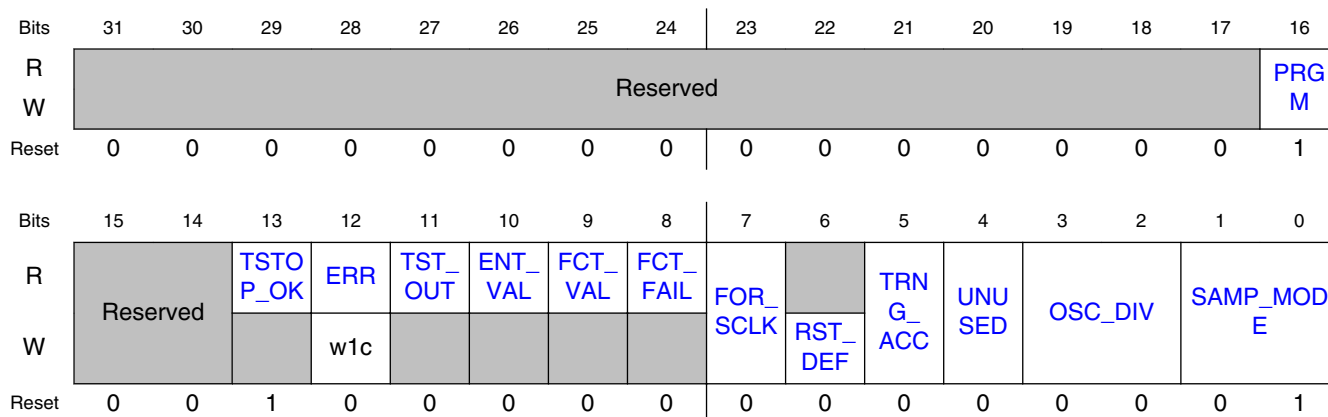 Bits 31 30 29 28 27 26 25 24 23 22 21 20 19 18 17 16
R
Reserved
PRG
M
W
Reset 0 0 0 0 0 0 0 0 0 0 0 0 0 0 0 1
Bits 15 14 13 12 11 10 9 8 7 6 5 4 3 2 1 0
R
Reserved
TSTO
P_OK
ERR
TST_
OUT
ENT_
VAL
FCT_
VAL
FCT_
FAIL
FOR_
SCLK
TRN
G_
ACC
UNU
SED
OSC_DIV
SAMP_MOD
E
W
w1c
RST_
DEF
Reset 0 0 1 0 0 0 0 0 0 0 0 0 0 0 0 1